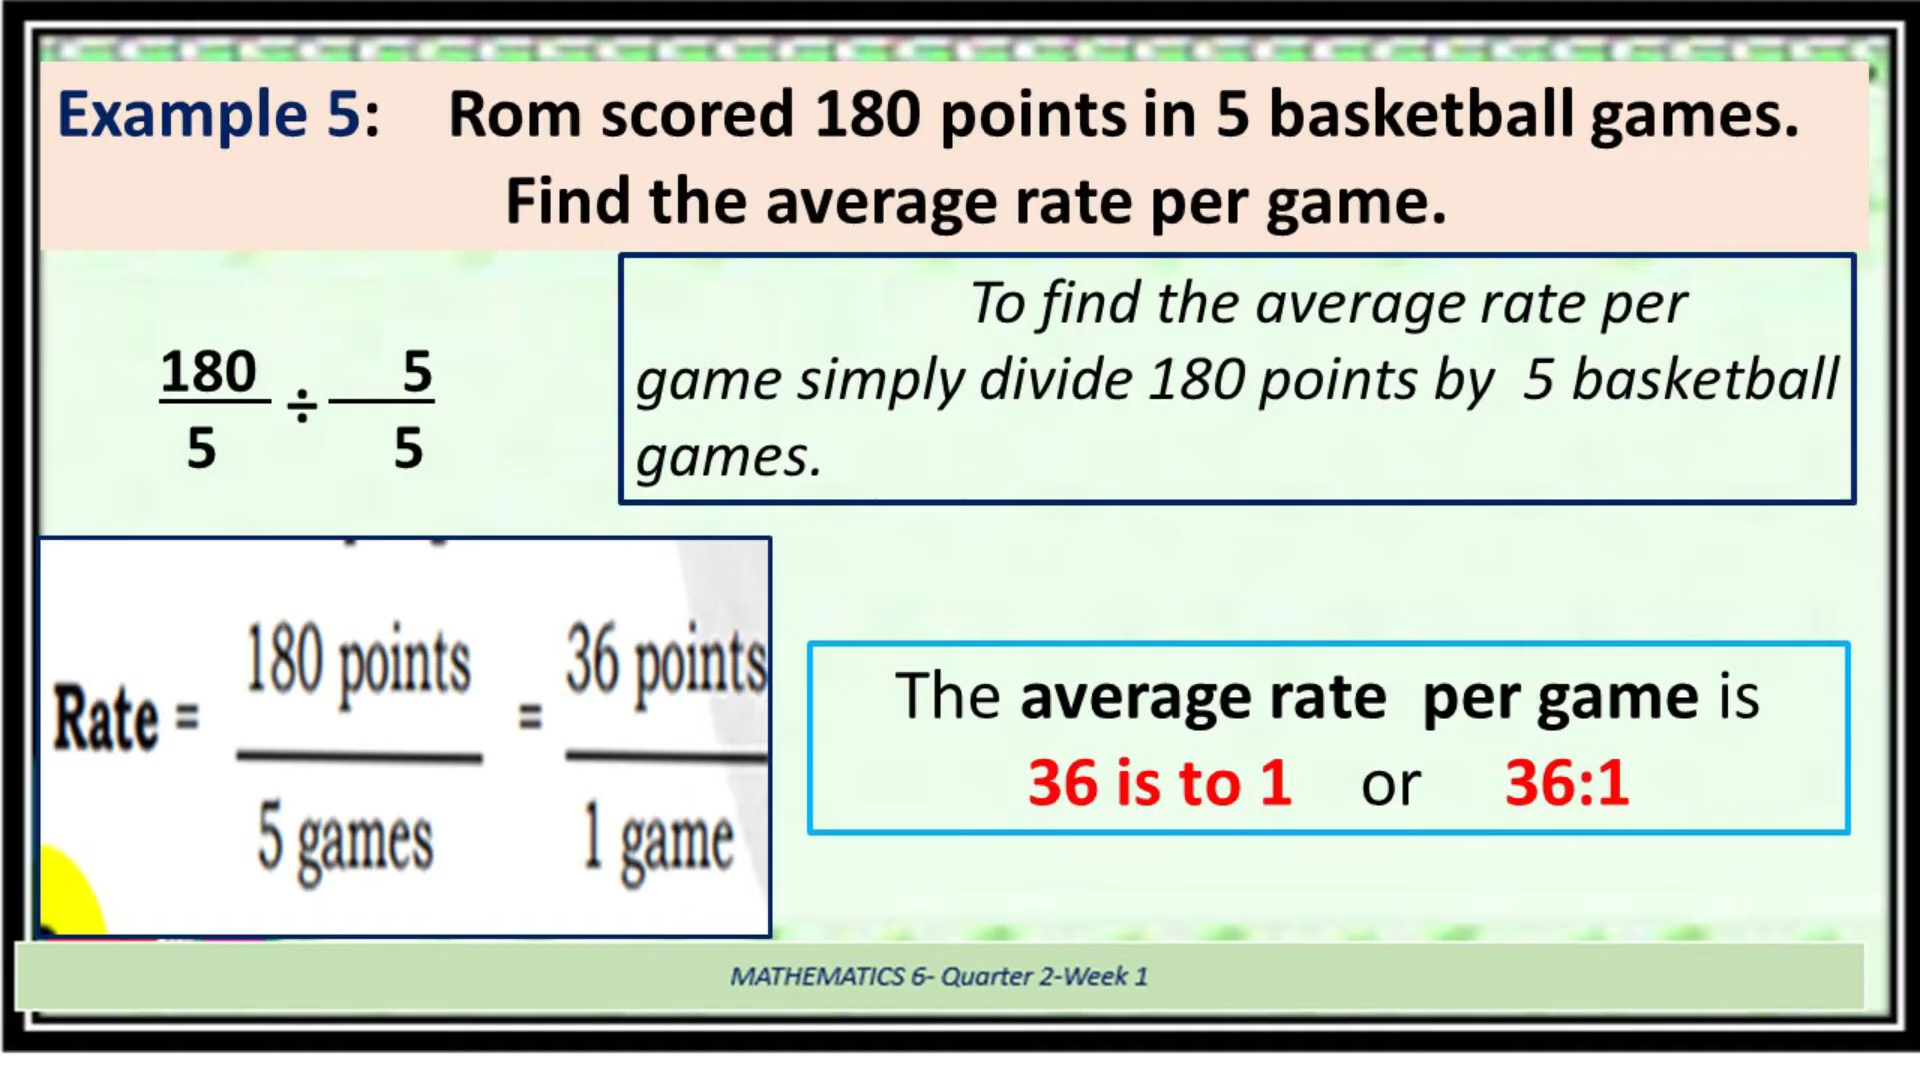 Example 5: Rom scored 180 points in 5 basketball games.
Find the average rate per game.
180 ÷ 5
5 5
To find the average rate per
game simply divide 180 points by 5 basketball
games.
180 points 36 points
Rate = =
5 games 1 game
The average rate per game is
36 is to 1 or 36:1
MATHEMATICS 6- Quarter 2-Week 1